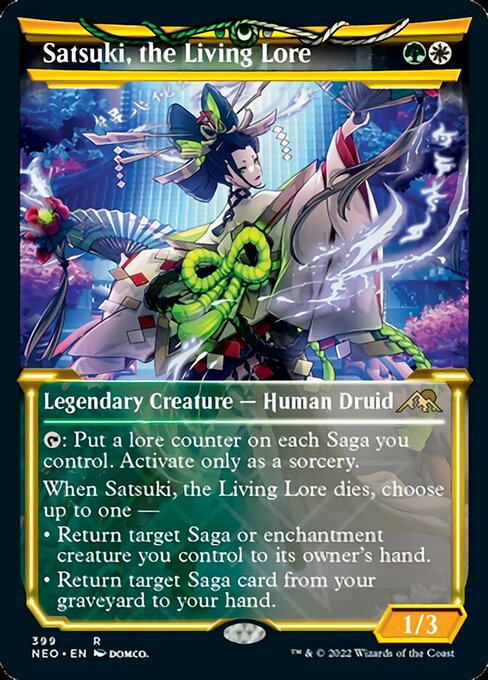 Satsuki, the Living Lore
Legendary Creature — Human Druid
: Put a lore counter on each Saga you
control. Activate only as a sorcery.
When Satsuki, the Living Lore dies, choose
up to one —
• Return target Saga or enchantment
creature you control to its owner's hand.
• Return target Saga card from your
graveyard to your hand.
1/3
399 R
NEO • EN DOMCO.
™ & © 2022 Wizards of the Coast